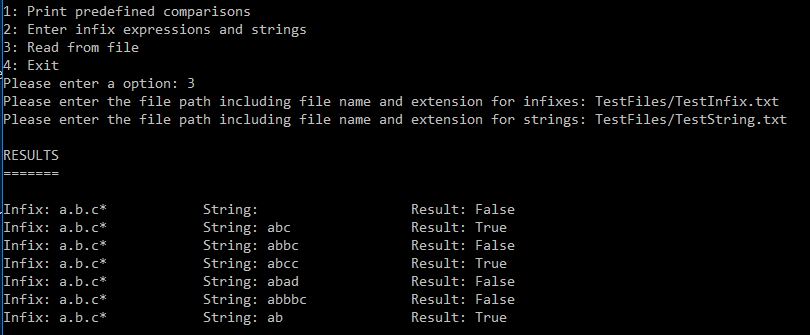 1: Print predefined comparisons
2: Enter infix expressions and strings
3: Read from file
4: Exit
Please enter a option: 3
Please enter the file path including file name and extension for infixes: TestFiles/TestInfix.txt
Please enter the file path including file name and extension for strings: TestFiles/TestString.txt
RESULTS
=======
Infix: a.b.c* String: Result: False
Infix: a.b.c* String: abc Result: True
Infix: a.b.c* String: abbc Result: False
Infix: a.b.c* String: abcc Result: True
Infix: a.b.c* String: abad Result: False
Infix: a.b.c* String: abbbc Result: False
Infix: a.b.c* String: ab Result: True